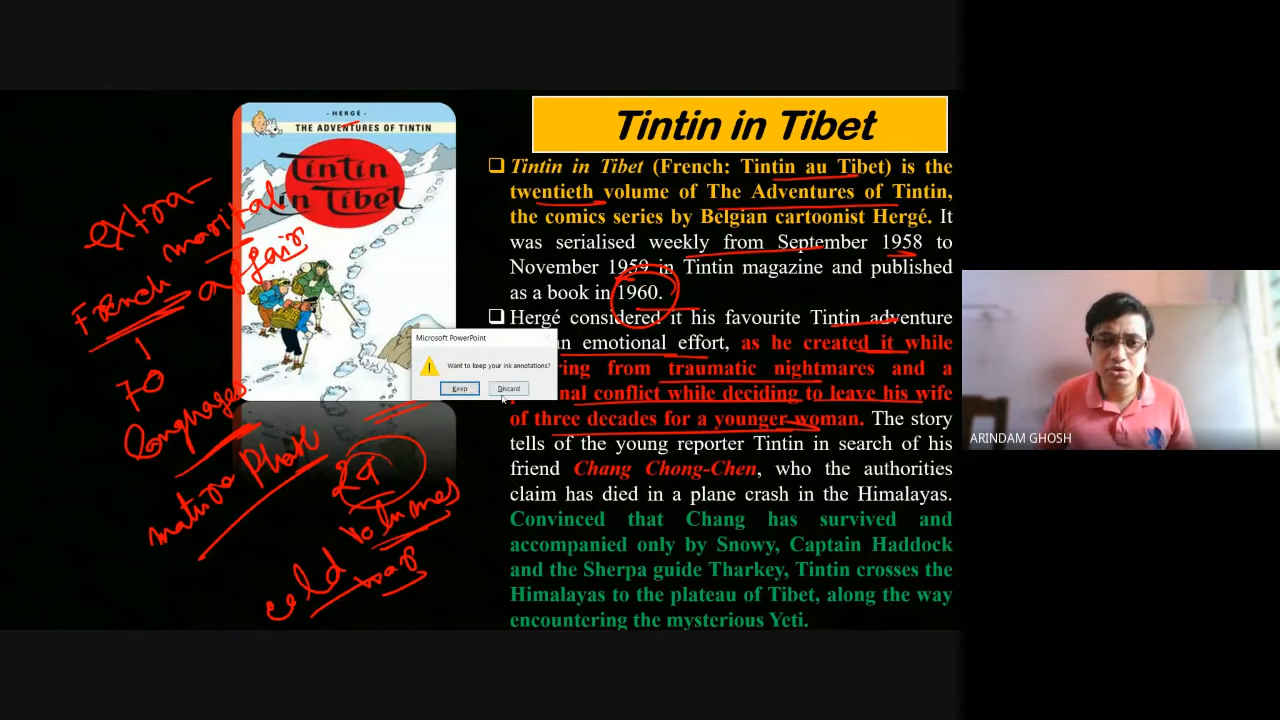 - HERGÉ -
THE ADVENTURES OF TINTIN
Tintin
in Tibet
extra-
marital
affair
French
70
languages
mature Phase
24
volumes
cold war
Tintin in Tibet
❑ Tintin in Tibet (French: Tintin au Tibet) is the
twentieth volume of The Adventures of Tintin,
the comics series by Belgian cartoonist Hergé. It
was serialised weekly from September 1958 to
November 1959 in Tintin magazine and published
as a book in 1960.
❑ Hergé considered it his favourite Tintin adventure
an emotional effort, as he created it while
ring from traumatic nightmares and a
nal conflict while deciding to leave his wife
of three decades for a younger woman. The story
tells of the young reporter Tintin in search of his
friend Chang Chong-Chen, who the authorities
claim has died in a plane crash in the Himalayas.
Convinced that Chang has survived and
accompanied only by Snowy, Captain Haddock
and the Sherpa guide Tharkey, Tintin crosses the
Himalayas to the plateau of Tibet, along the way
encountering the mysterious Yeti.
Microsoft PowerPoint
Want to keep your ink annotations?
Keep
Discard
ARINDAM GHOSH